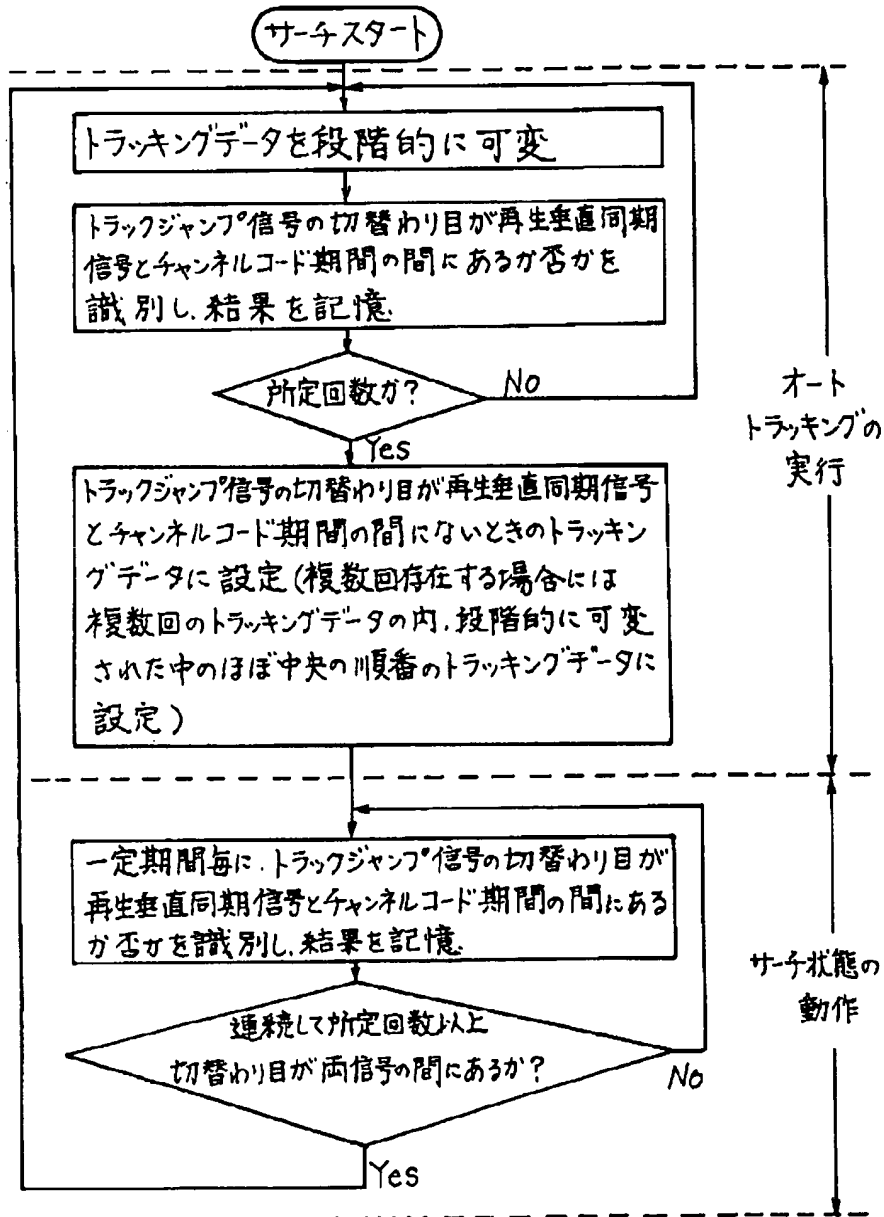 サーチスタート
トラッキングデータを段階的に可変
トラックジャンプ信号の切替わり目が再生垂直同期
信号とチャンネルコード期間の間にあるか否かを
識別し、結果を記憶.
所定回数か?
No
Yes
オート
トラッキングの
実行
トラックジャンプ信号の切替わり目が再生垂直同期信号
とチャンネルコード期間の間にないときのトラッキン
グデータに設定(複数回存在する場合には
複数回のトラッキングデータの内、段階的に可変
された中のほぼ中央の順番のトラッキングデータに
設定)
一定期間毎に、トラックジャンプ信号の切替わり目が
再生垂直同期信号とチャンネルコード期間の間にある
か否かを識別し、結果を記憶.
連続して所定回数以上
切替わり目が両信号の間にあるか?
No
Yes
サーチ状態の
動作